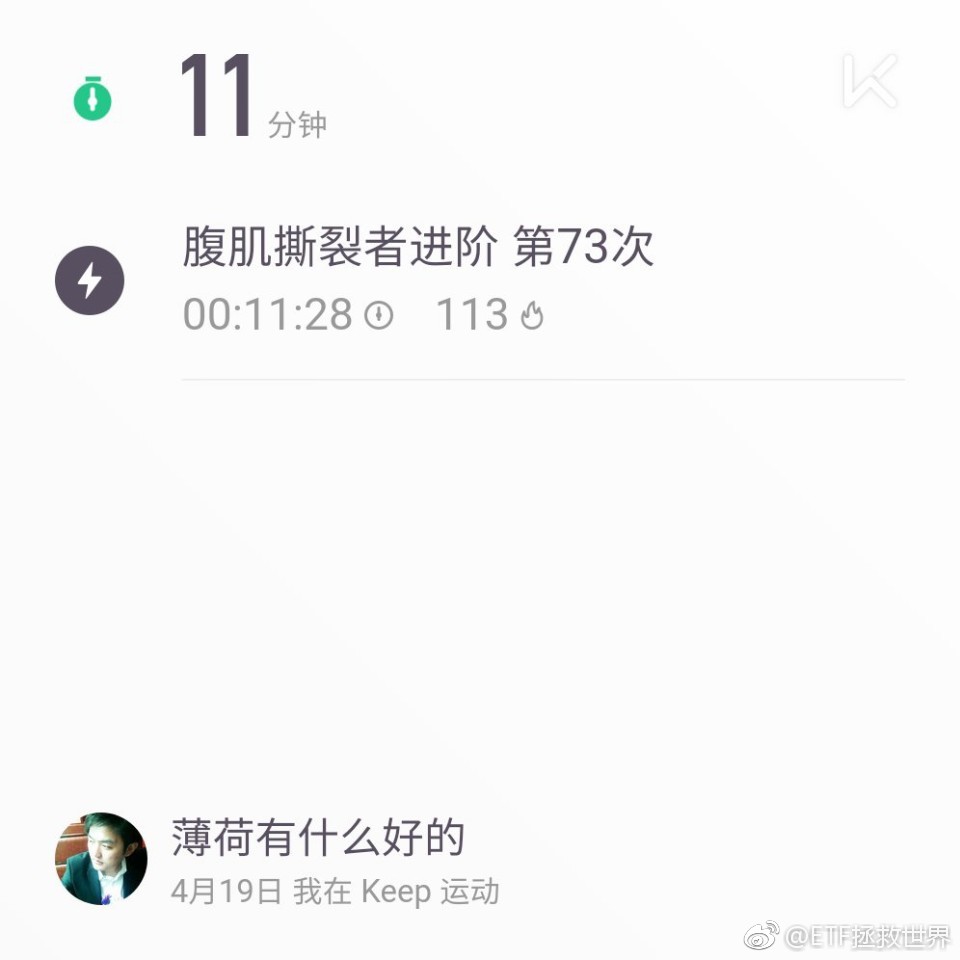 11 分钟
腹肌撕裂者进阶 第73次
00:11:28 113
薄荷有什么好的
4月19日 我在 Keep 运动
@ETF拯救世界